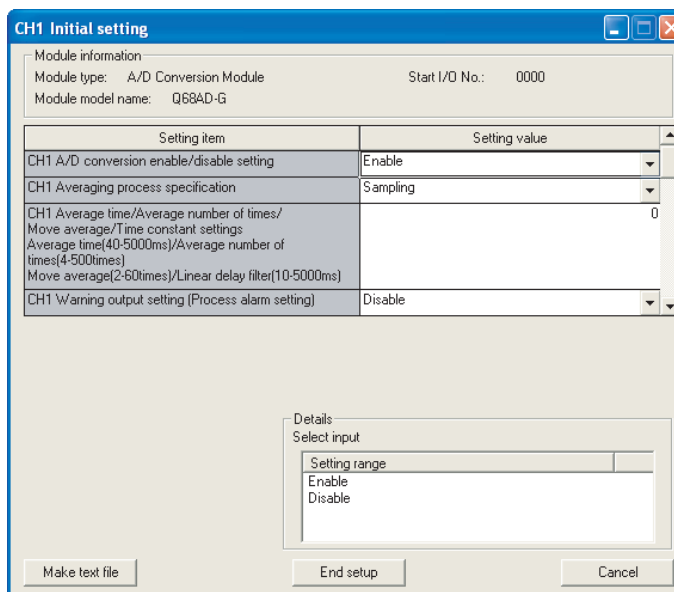 CH1 Initial setting
Module information
Module type: A/D Conversion Module Start I/O No.: 0000
Module model name: Q68AD-G
Setting item Setting value
CH1 A/D conversion enable/disable setting Enable
CH1 Averaging process specification Sampling
CH1 Average time/Average number of times/ 0
Move average/Time constant settings
Average time(40-5000ms)/Average number of
times(4-500times)
Move average(2-60times)/Linear delay filter(10-5000ms)
CH1 Warning output setting (Process alarm setting) Disable
Details
Select input
Setting range
Enable
Disable
Make text file End setup Cancel